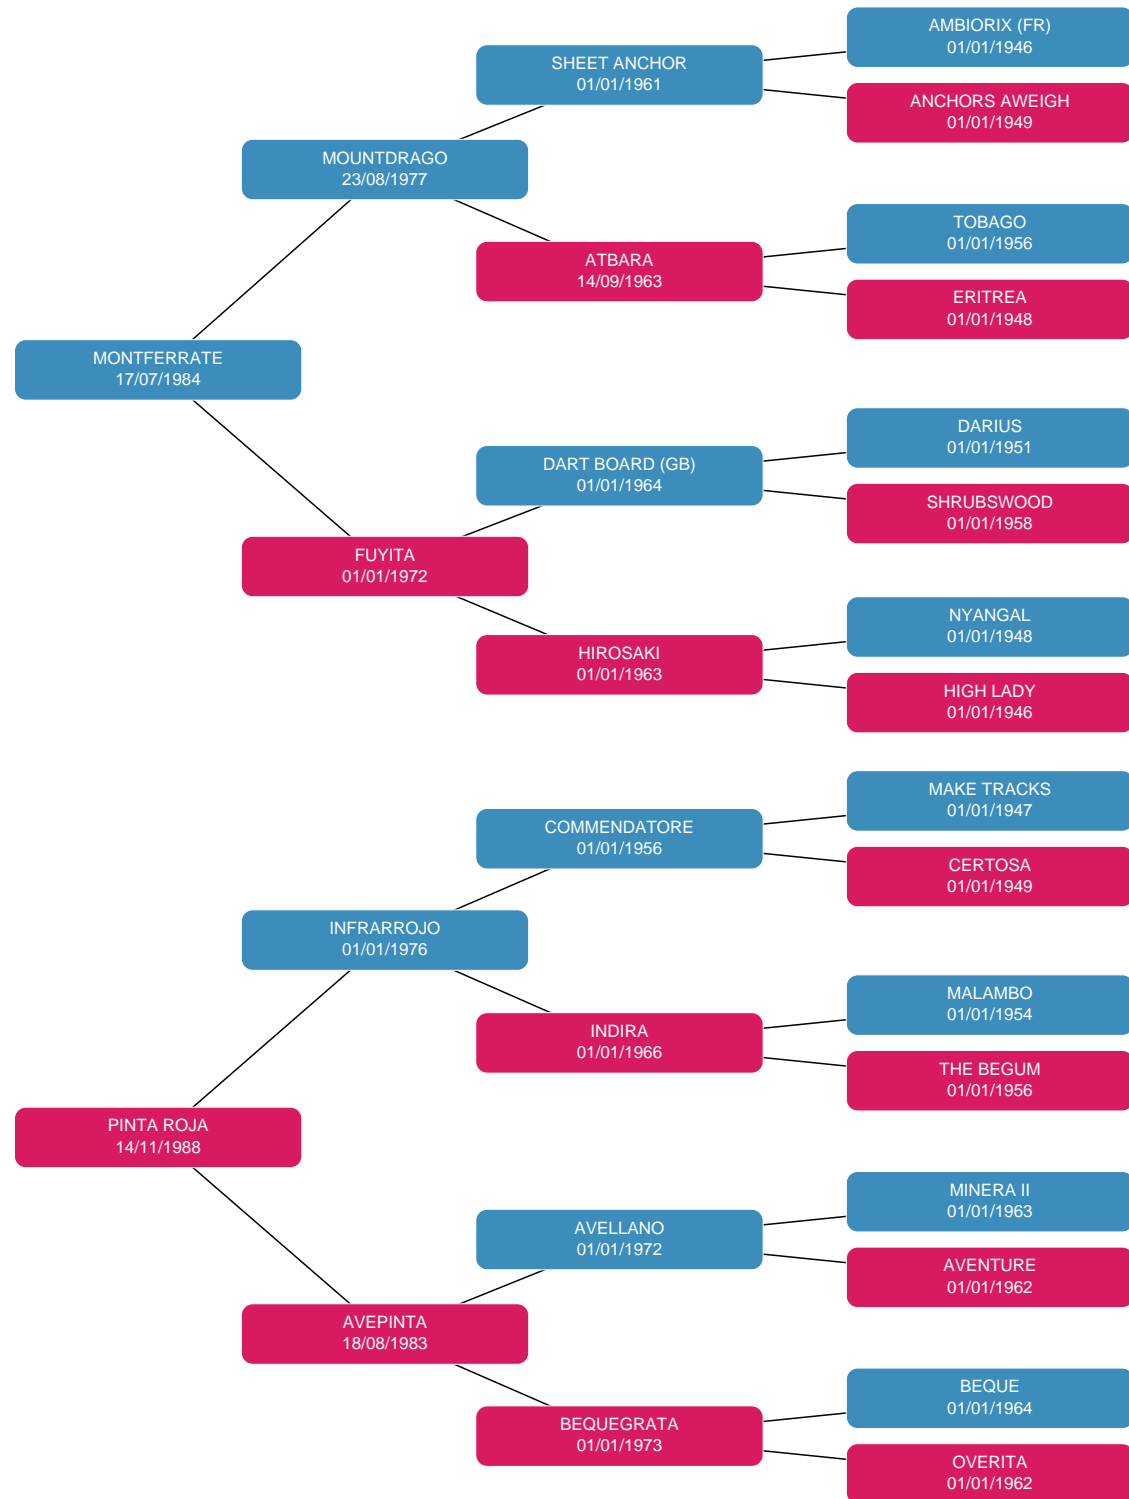 AMBIORIX (FR)
01/01/1946
SHEET ANCHOR
01/01/1961
ANCHORS AWEIGH
01/01/1949
MOUNTDRAGO
23/08/1977
TOBAGO
01/01/1956
ATBARA
14/09/1963
ERITREA
01/01/1948
MONTFERRATE
17/07/1984
DARIUS
01/01/1951
DART BOARD (GB)
01/01/1964
SHRUBSWOOD
01/01/1958
FUYITA
01/01/1972
NYANGAL
01/01/1948
HIROSAKI
01/01/1963
HIGH LADY
01/01/1946
MAKE TRACKS
01/01/1947
COMMENDATORE
01/01/1956
CERTOSA
01/01/1949
INFRARROJO
01/01/1976
MALAMBO
01/01/1954
INDIRA
01/01/1966
THE BEGUM
01/01/1956
PINTA ROJA
14/11/1988
MINERA II
01/01/1963
AVELLANO
01/01/1972
AVENTURE
01/01/1962
AVEPINTA
18/08/1983
BEQUE
01/01/1964
BEQUEGRATA
01/01/1973
OVERITA
01/01/1962